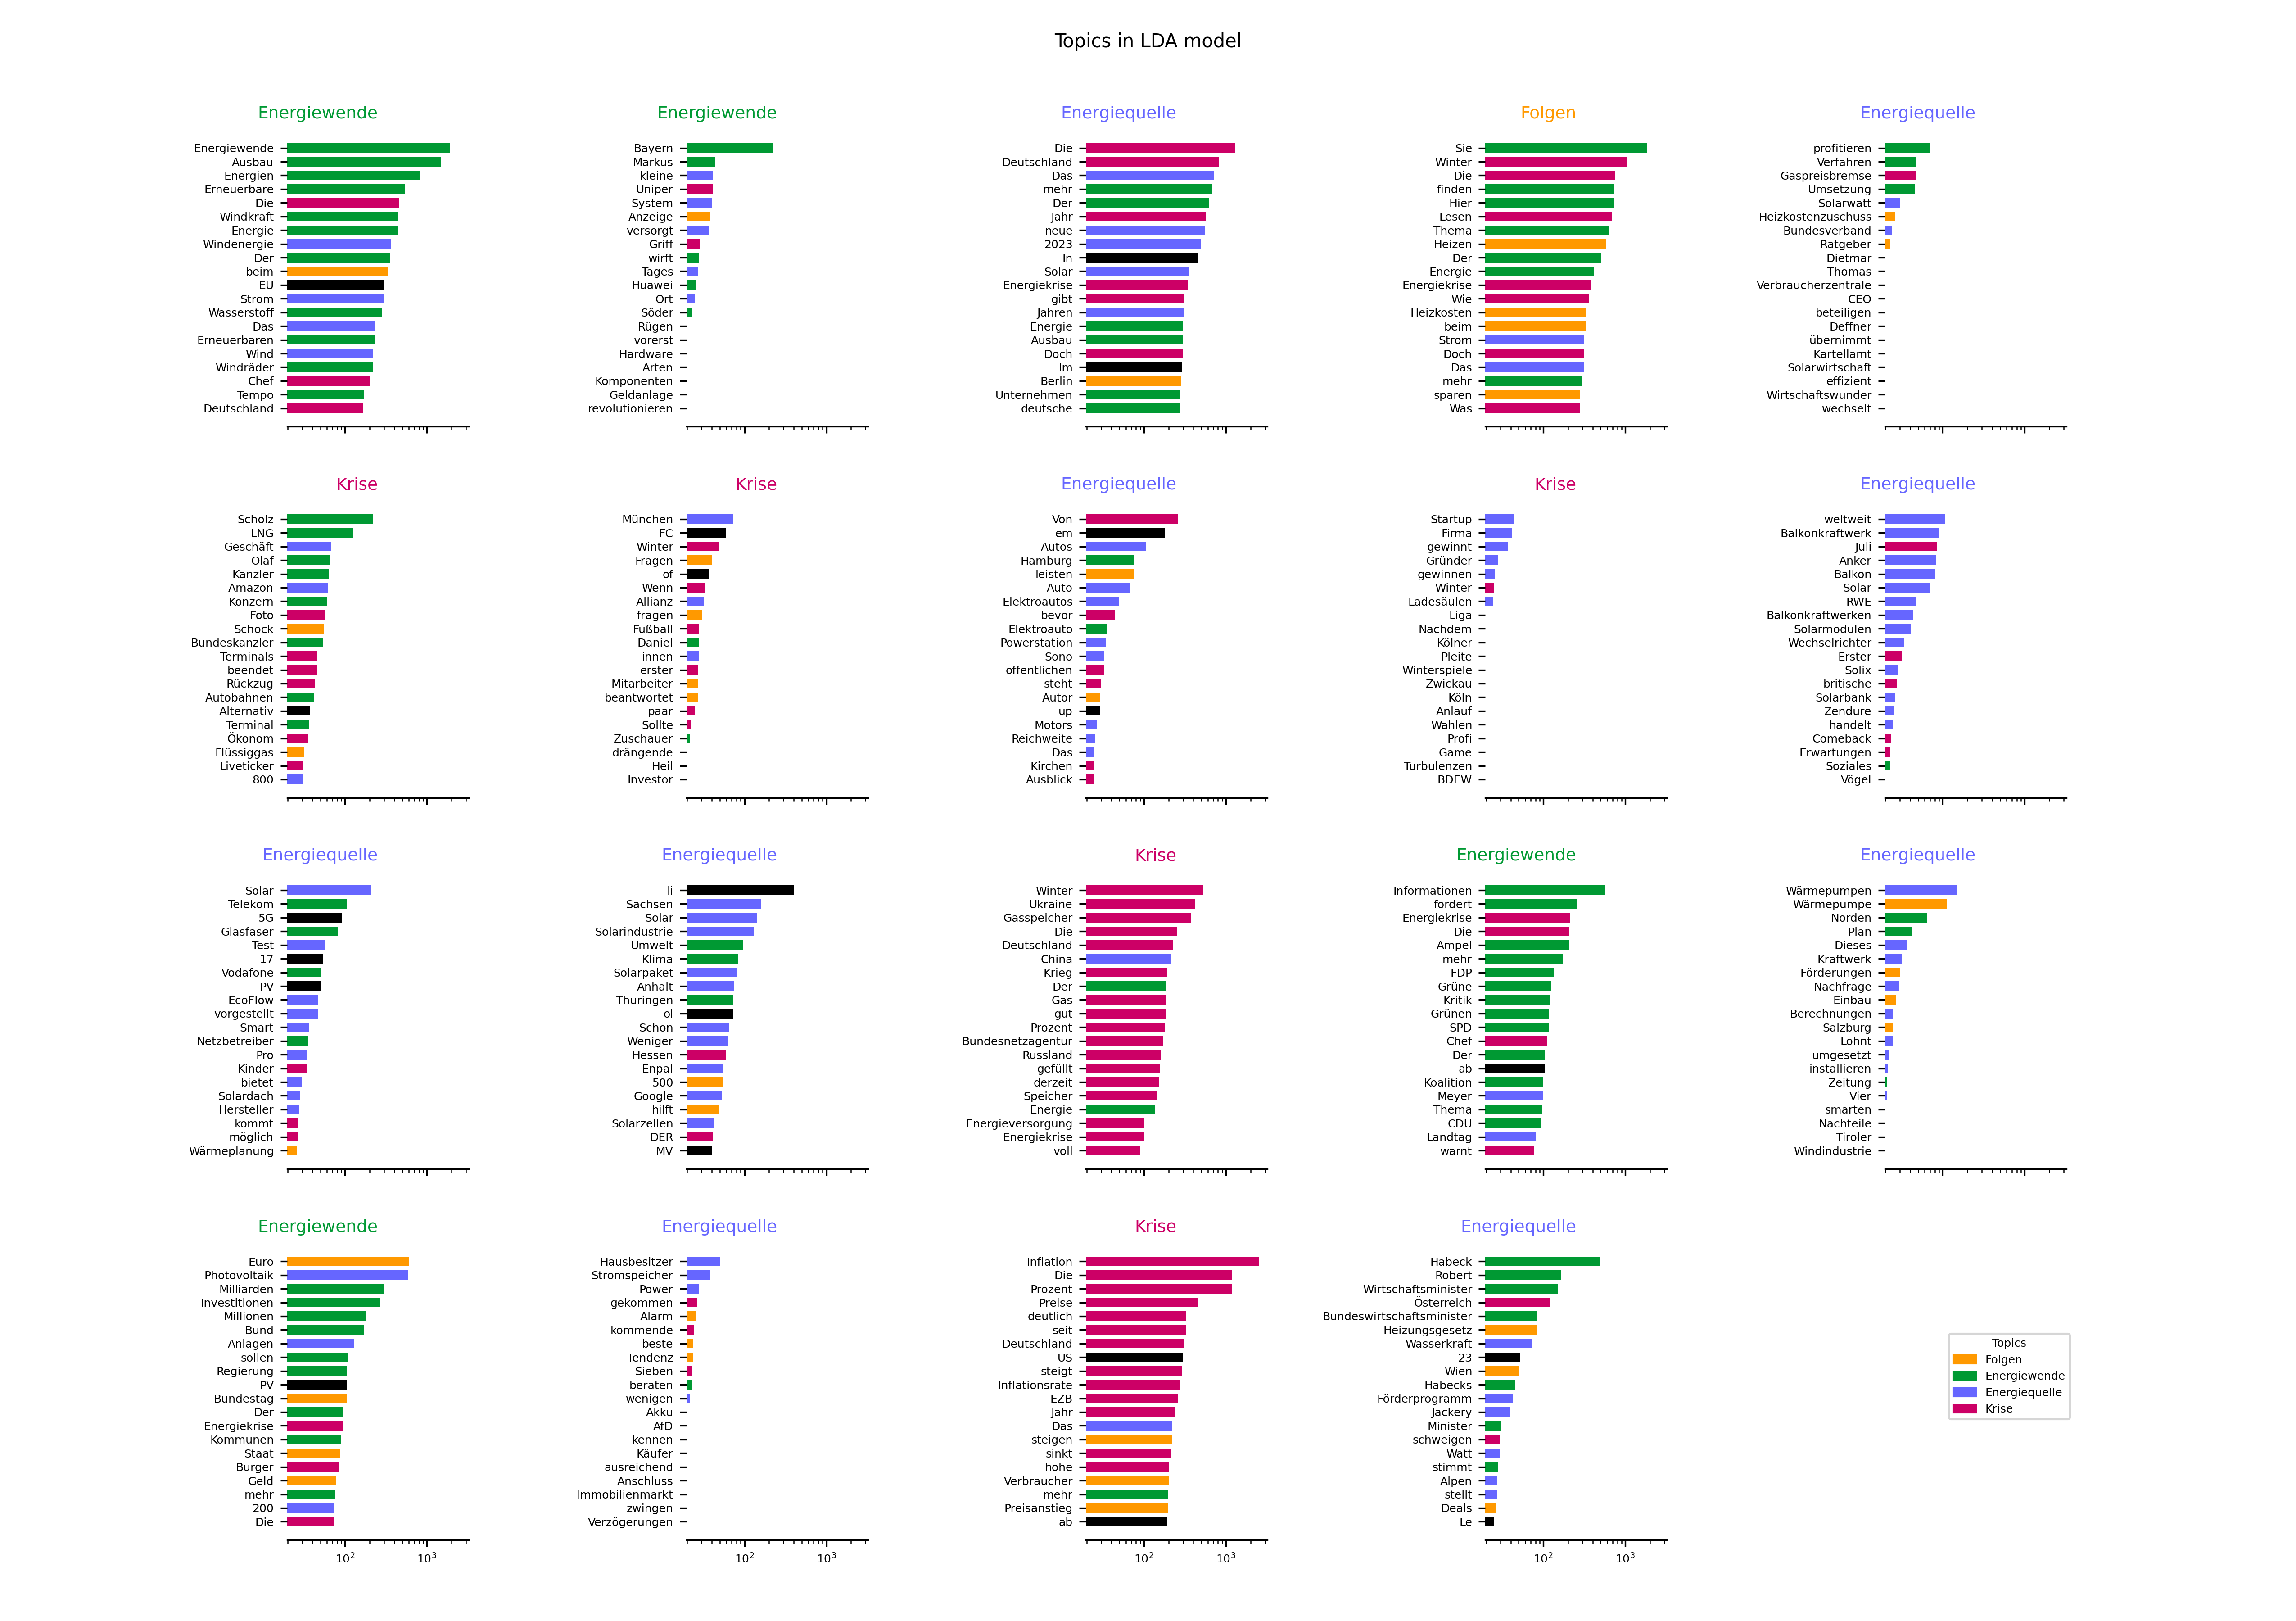 Topics in LDA model
Energiewende
Energiewende
Energiewende
Ausbau
Energien
Erneuerbare
Die
Windkraft
Energie
Windenergie
Der
beim
EU
Strom
Wasserstoff
Das
Erneuerbaren
Wind
Windräder
Chef
Tempo
Deutschland
Bayern
Markus
kleine
Uniper
System
Anzeige
versorgt
Griff
wirft
Tages
Huawei
Ort
Söder
Rügen
vorerst
Hardware
Arten
Komponenten
Geldanlage
revolutionieren
Energiequelle
Die
Deutschland
Das
mehr
Der
Jahr
neue
2023
In
Solar
Energiekrise
gibt
Jahren
Energie
Ausbau
Doch
Im
Berlin
Unternehmen
deutsche
Folgen
Sie
Winter
Die
finden
Hier
Lesen
Thema
Heizen
Der
Energie
Energiekrise
Wie
Heizkosten
beim
Strom
Doch
Das
mehr
sparen
Was
Energiequelle
profitieren
Verfahren
Gaspreisbremse
Umsetzung
Solarwatt
Heizkostenzuschuss
Bundesverband
Ratgeber
Dietmar
Thomas
Verbraucherzentrale
CEO
beteiligen
Deffner
übernimmt
Kartellamt
Solarwirtschaft
effizient
Wirtschaftswunder
wechselt
Krise
Scholz
LNG
Geschäft
Olaf
Kanzler
Amazon
Konzern
Foto
Schock
Bundeskanzler
Terminals
beendet
Rückzug
Autobahnen
Alternativ
Terminal
Ökonom
Flüssiggas
Liveticker
800
Krise
München
FC
Winter
Fragen
of
Wenn
Allianz
fragen
Fußball
Daniel
innen
erster
Mitarbeiter
beantwortet
paar
Sollte
Zuschauer
drängende
Heil
Investor
Energiequelle
Von
em
Autos
Hamburg
leisten
Auto
Elektroautos
bevor
Elektroauto
Powerstation
Sono
öffentlichen
steht
Autor
up
Motors
Reichweite
Das
Kirchen
Ausblick
Krise
Startup
Firma
gewinnt
Gründer
gewinnen
Winter
Ladesäulen
Liga
Nachdem
Kölner
Pleite
Winterspiele
Zwickau
Köln
Anlauf
Wahlen
Profi
Game
Turbulenzen
BDEW
Energiequelle
weltweit
Balkonkraftwerk
Juli
Anker
Balkon
Solar
RWE
Balkonkraftwerken
Solarmodulen
Wechselrichter
Erster
Solix
britische
Solarbank
Zendure
handelt
Comeback
Erwartungen
Soziales
Vögel
Energiequelle
Solar
Telekom
5G
Glasfaser
Test
17
Vodafone
PV
EcoFlow
vorgestellt
Smart
Netzbetreiber
Pro
Kinder
bietet
Solardach
Hersteller
kommt
möglich
Wärmeplanung
Energiequelle
li
Sachsen
Solar
Solarindustrie
Umwelt
Klima
Solarpaket
Anhalt
Thüringen
ol
Schon
Weniger
Hessen
Enpal
500
Google
hilft
Solarzellen
DER
MV
Krise
Winter
Ukraine
Gasspeicher
Die
Deutschland
China
Krieg
Der
Gas
gut
Prozent
Bundesnetzagentur
Russland
gefüllt
derzeit
Speicher
Energie
Energieversorgung
Energiekrise
voll
Energiewende
Informationen
fordert
Energiekrise
Die
Ampel
mehr
FDP
Grüne
Kritik
Grünen
SPD
Chef
Der
ab
Koalition
Meyer
Thema
CDU
Landtag
warnt
Energiequelle
Wärmepumpen
Wärmepumpe
Norden
Plan
Dieses
Kraftwerk
Förderungen
Nachfrage
Einbau
Berechnungen
Salzburg
Lohnt
umgesetzt
installieren
Zeitung
Vier
smarten
Nachteile
Tiroler
Windindustrie
Energiewende
Euro
Photovoltaik
Milliarden
Investitionen
Millionen
Bund
Anlagen
sollen
Regierung
PV
Bundestag
Der
Energiekrise
Kommunen
Staat
Bürger
Geld
mehr
200
Die
10² 10³
Energiequelle
Hausbesitzer
Stromspeicher
Power
gekommen
Alarm
kommende
beste
Tendenz
Sieben
beraten
wenigen
Akku
AfD
kennen
Käufer
ausreichend
Anschluss
Immobilienmarkt
zwingen
Verzögerungen
10² 10³
Krise
Inflation
Die
Prozent
Preise
deutlich
seit
Deutschland
US
steigt
Inflationsrate
EZB
Jahr
Das
steigen
sinkt
hohe
Verbraucher
mehr
Preisanstieg
ab
10² 10³
Energiequelle
Habeck
Robert
Wirtschaftsminister
Österreich
Bundeswirtschaftsminister
Heizungsgesetz
Wasserkraft
23
Wien
Habecks
Förderprogramm
Jackery
Minister
schweigen
Watt
stimmt
Alpen
stellt
Deals
Le
10² 10³
Topics
Folgen
Energiewende
Energiequelle
Krise